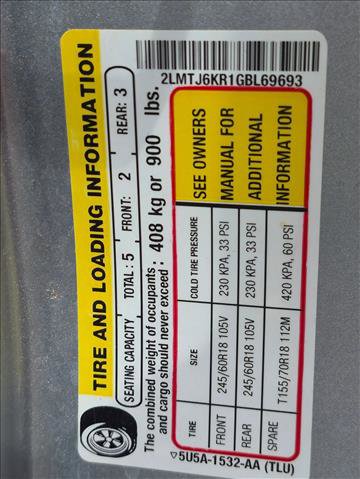 2LMTJ6KR1GBL69693
TIRE AND LOADING INFORMATION
SEATING CAPACITY TOTAL: 5 FRONT: 2 REAR: 3
The combined weight of occupants
and cargo should never exceed: 408 kg or 900 lbs.
TIRE SIZE COLD TIRE PRESSURE SEE OWNERS
FRONT 245/60R18 105V 230 KPA, 33 PSI MANUAL FOR
REAR 245/60R18 105V 230 KPA, 33 PSI ADDITIONAL
SPARE T155/70R18 112M 420 KPA, 60 PSI INFORMATION
▽5U5A-1532-AA (TLU)